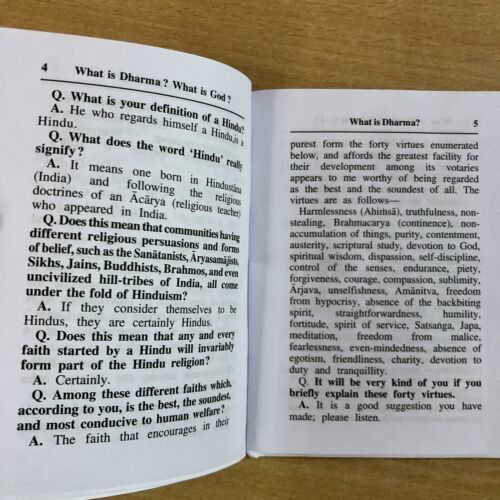 4 What is Dharma ? What is God ?
Q. What is your definition of a Hindu?
A. He who regards himself a Hindu,is a
Hindu.
Q. What does the word 'Hindu' really
signify ?
A. It means one born in Hindustāna
(India) and following the religious
doctrines of an Ācārya (religious teacher)
who appeared in India.
Q. Does this mean that communities having
different religious persuasions and forms
of belief, such as the Sanātanists, Āryasamājists,
Sikhs, Jains, Buddhists, Brahmos, and even
uncivilized hill-tribes of India, all come
under the fold of Hinduism?
A. If they consider themselves to be
Hindus, they are certainly Hindus.
Q. Does this mean that any and every
faith started by a Hindu will invariably
form part of the Hindu religion?
A. Certainly.
Q. Among these different faiths which,
according to you, is the best, the soundest,
and most conducive to human welfare?
A. The faith that encourages in their
What is Dharma? 5
purest form the forty virtues enumerated
below, and affords the greatest facility for
their development among its votaries
appears to me worthy of being regarded
as the best and the soundest of all. The
virtues are as follows—
Harmlessness (Ahiṁsā), truthfulness, non-
stealing, Brahmacarya (continence), non-
accumulation of things, purity, contentment,
austerity, scriptural study, devotion to God,
spiritual wisdom, dispassion, self-discipline,
control of the senses, endurance, piety,
forgiveness, courage, compassion, sublimity,
Ārjava, unselfishness, Amānitva, freedom
from hypocrisy, absence of the backbiting
spirit, straightforwardness, humility,
fortitude, spirit of service, Satsaṅga, Japa,
meditation, freedom from malice,
fearlessness, even-mindedness, absence of
egotism, friendliness, charity, devotion to
duty and tranquillity.
Q. It will be very kind of you if you
briefly explain these forty virtues.
A. It is a good suggestion you have
made; please listen.